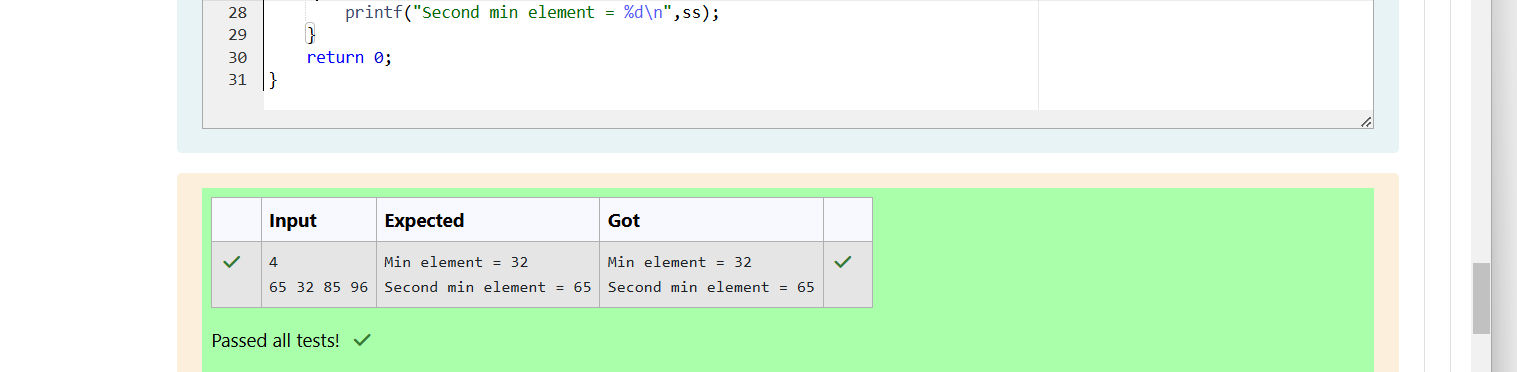 28 printf("Second min element = %d\n",ss);
29 }
30 return 0;
31 }
Input Expected Got
4 Min element = 32 Min element = 32
65 32 85 96 Second min element = 65 Second min element = 65
Passed all tests!